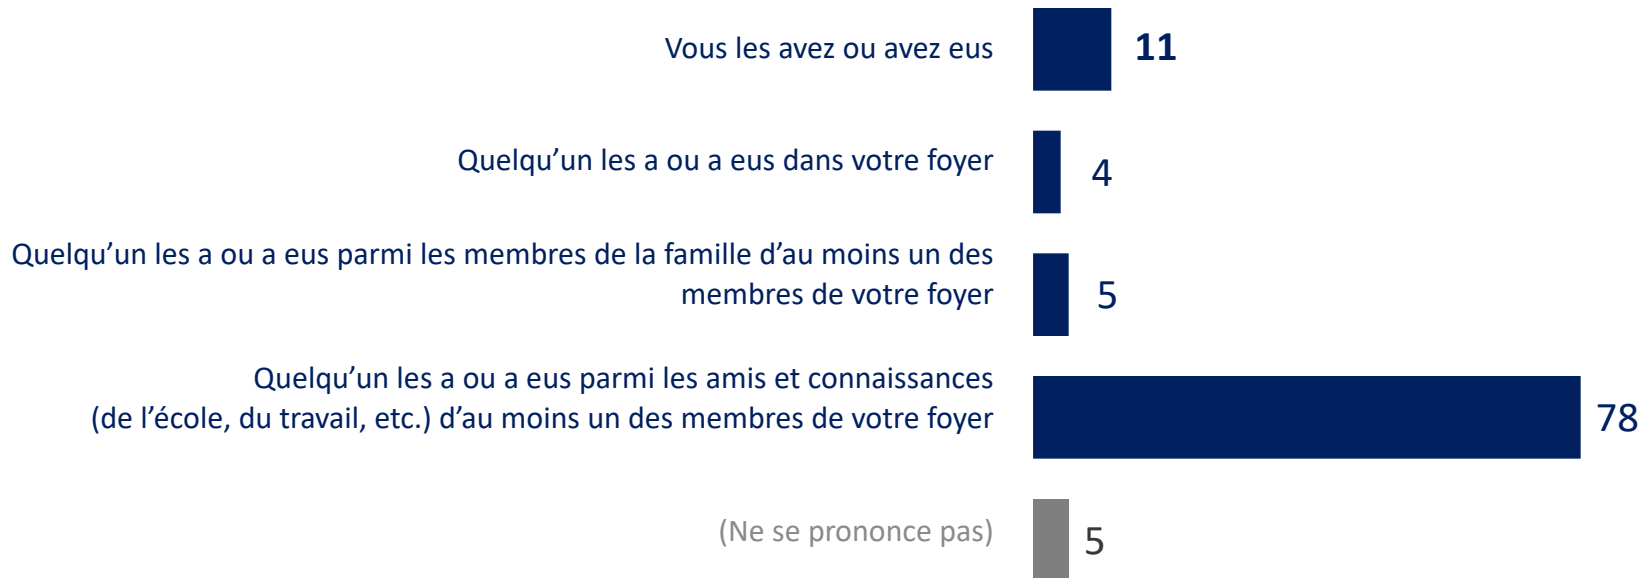 Vous les avez ou avez eus
11
Quelqu’un les a ou a eus dans votre foyer
4
Quelqu’un les a ou a eus parmi les membres de la famille d’au moins un des
membres de votre foyer
5
Quelqu’un les a ou a eus parmi les amis et connaissances
(de l’école, du travail, etc.) d’au moins un des membres de votre foyer
78
(Ne se prononce pas)
5